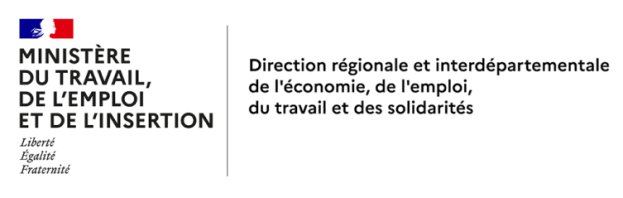 MINISTÈRE
DU TRAVAIL,
DE L'EMPLOI
ET DE L'INSERTION
Liberté
Égalité
Fraternité
Direction régionale et interdépartementale
de l'économie, de l'emploi,
du travail et des solidarités